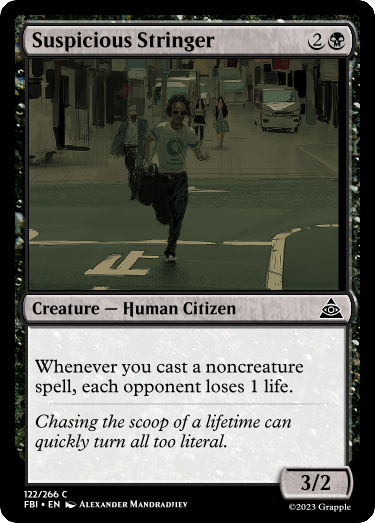 Suspicious Stringer 2
Creature — Human Citizen
Whenever you cast a noncreature
spell, each opponent loses 1 life.
Chasing the scoop of a lifetime can
quickly turn all too literal.
3/2
122/266 C
FBI • EN Alexander Mandradjiev
©2023 Grapple